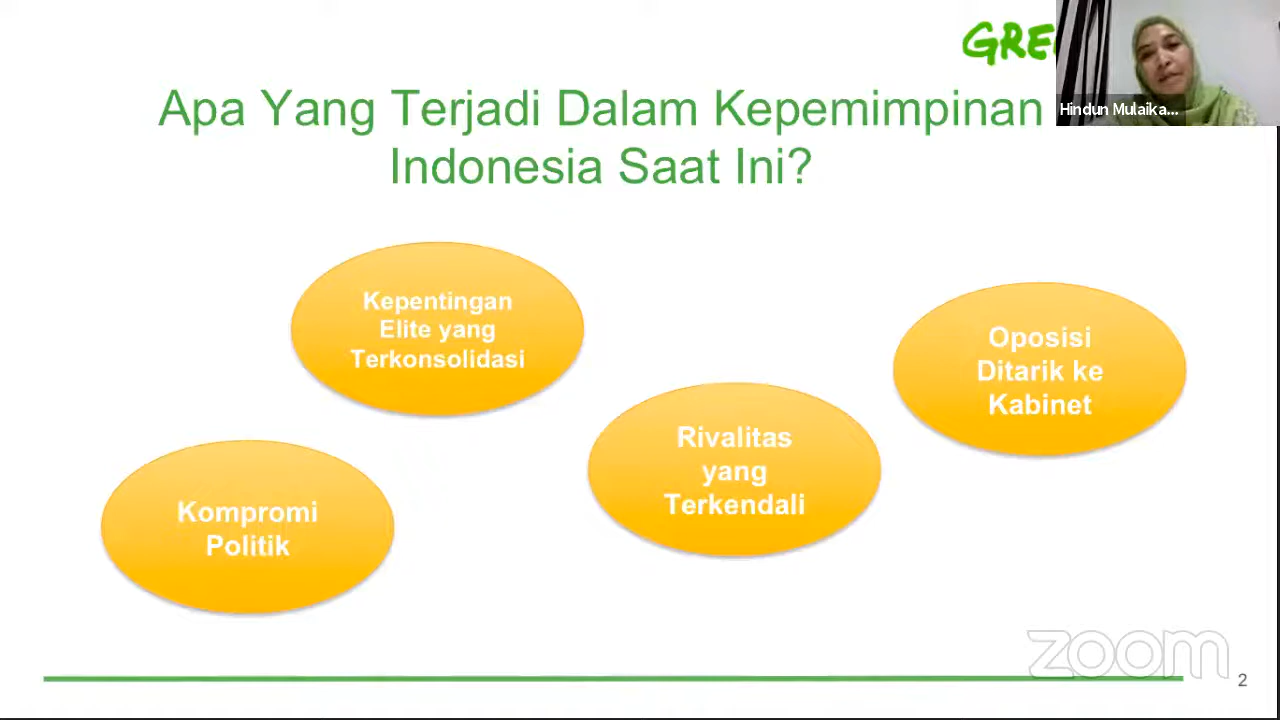 GREE
Hindun Mulaika...
Apa Yang Terjadi Dalam Kepemimpinan
Indonesia Saat Ini?
Kepentingan
Elite yang
Terkonsolidasi
Oposisi
Ditarik ke
Kabinet
Rivalitas
yang
Terkendali
Kompromi
Politik
zoom
2